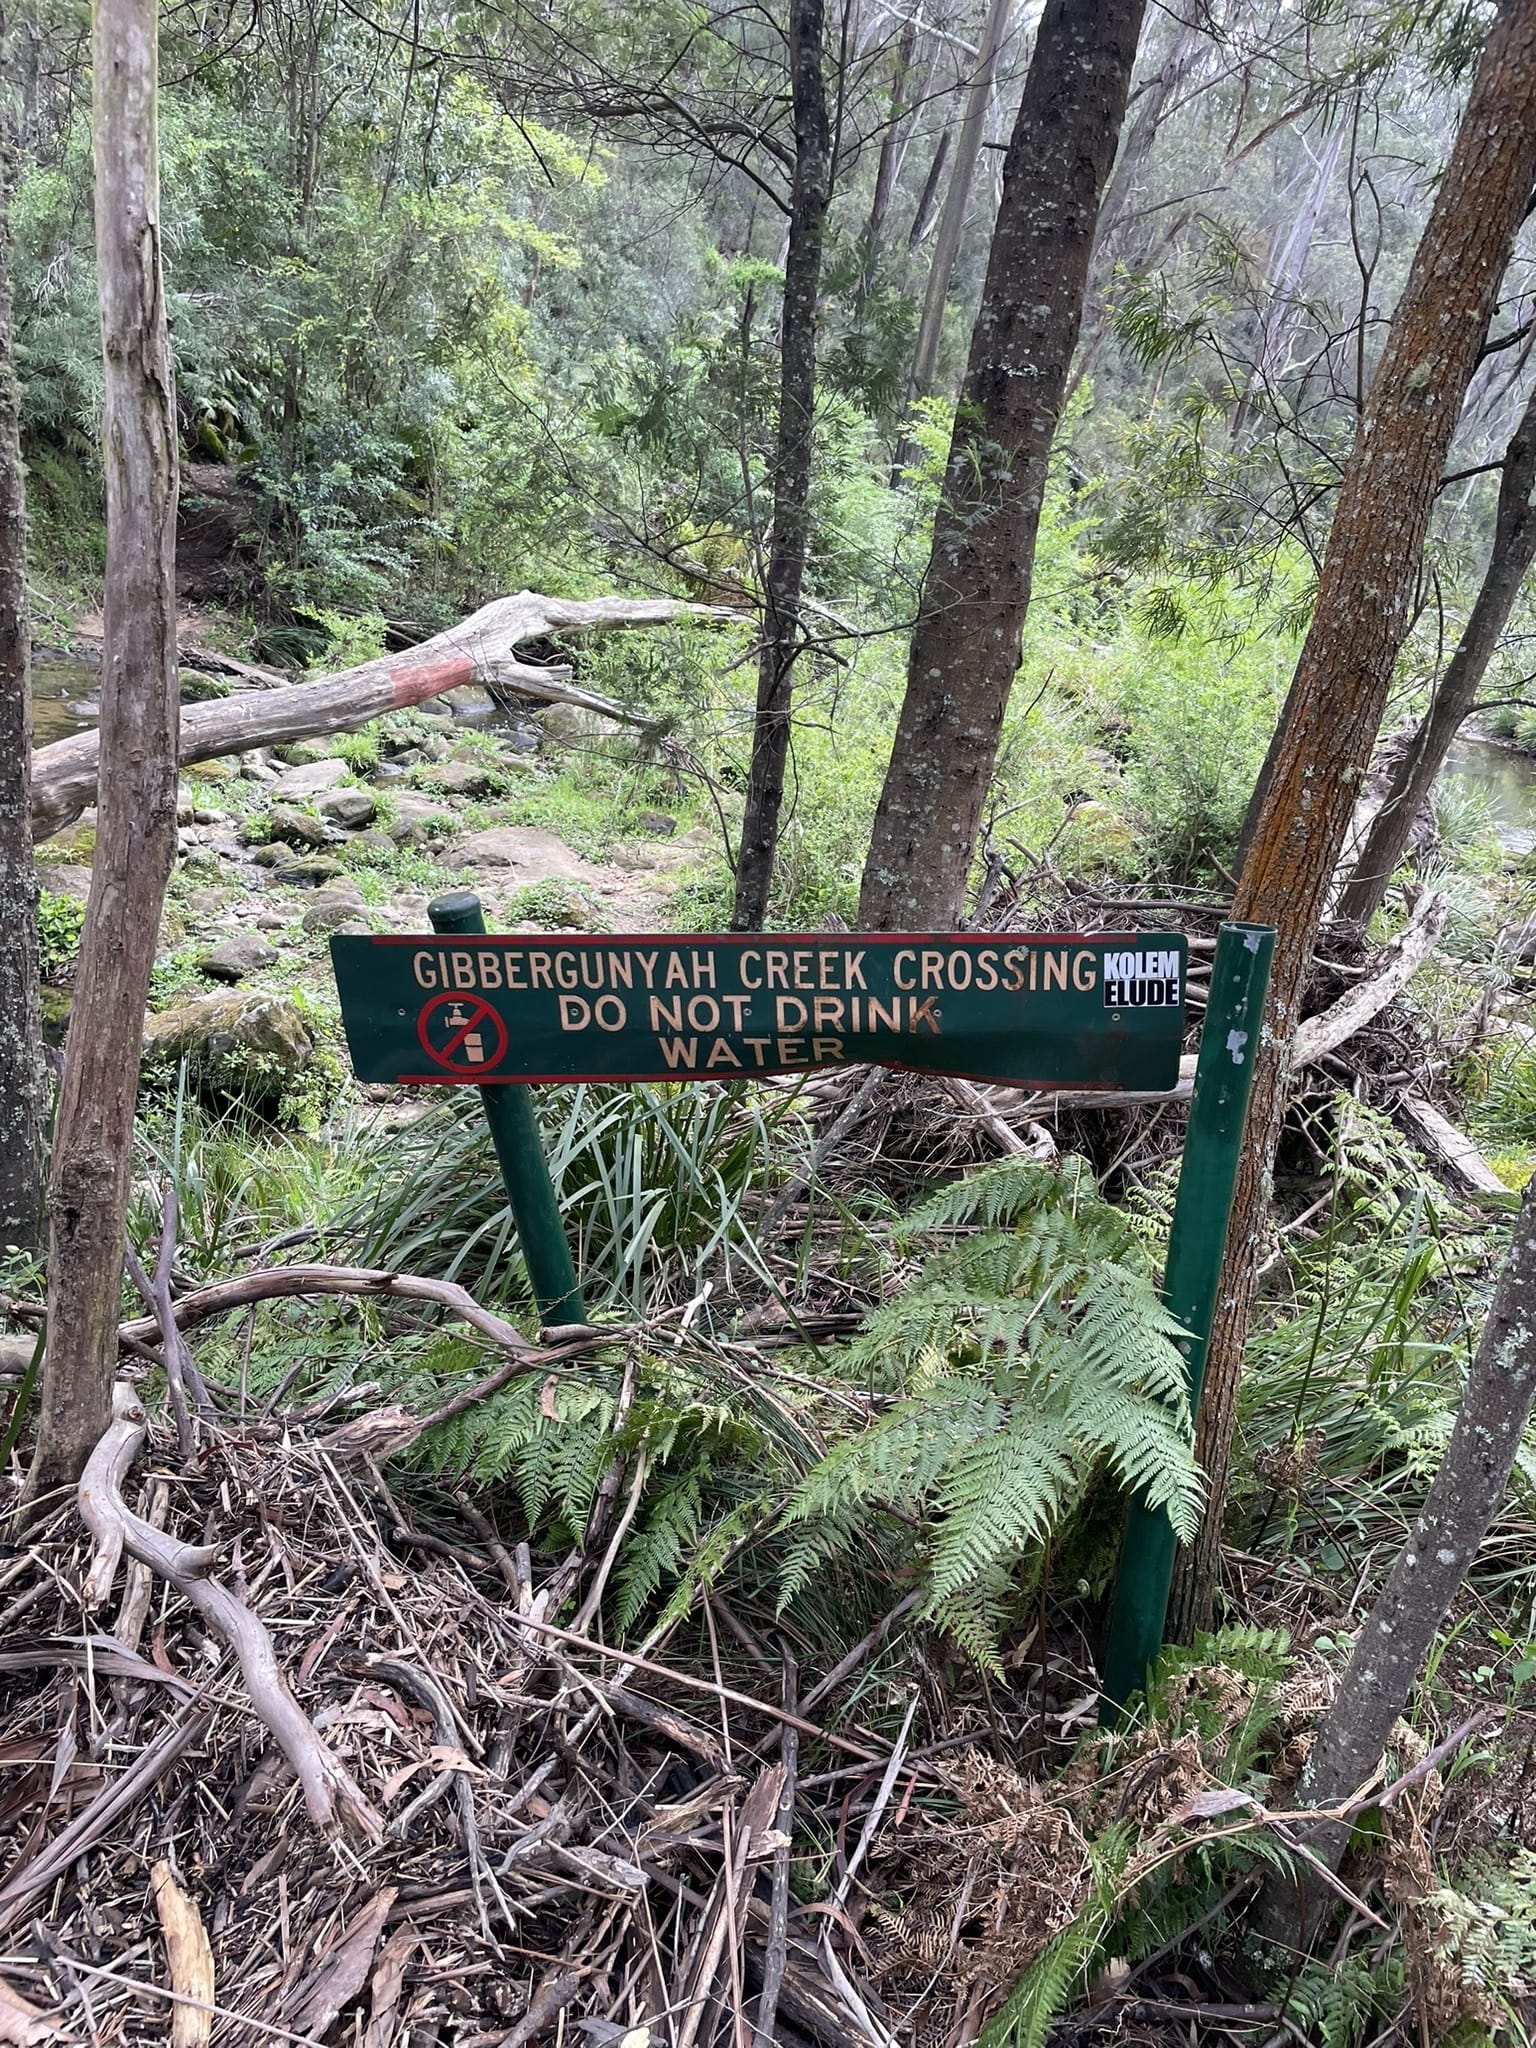 GIBBERGUNYAH CREEK CROSSING
DO NOT DRINK
WATER
KOLEM
ELUDE